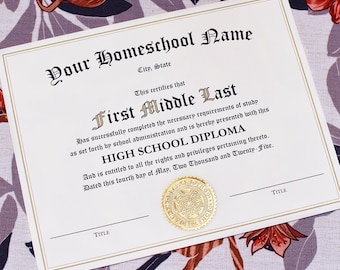 Your Homeschool Name
City, State
This certifies that
First Middle Last
Has successfully completed the necessary requirements of study
as set forth by school administration and is hereby presented with this
HIGH SCHOOL DIPLOMA
And is entitled to all the rights and privileges pertaining thereto.
Dated this fourth day of May, Two Thousand and Twenty-Five.
Title
Title